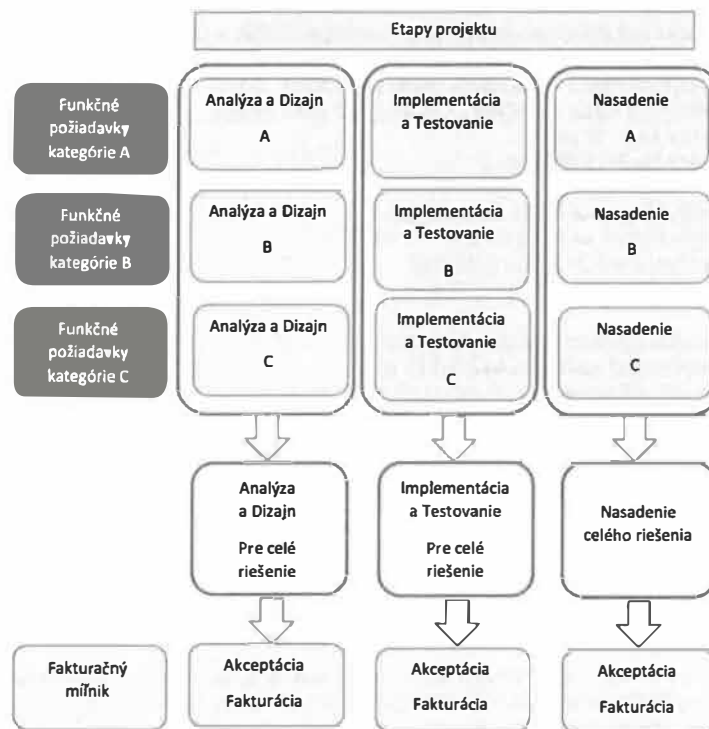 Etapy projektu
Funkčné
požiadavky
kategórie A
Analýza a Dizajn
A
Implementácia
a Testovanie
Nasadenie
A
Funkčné
požiadavky
kategórie B
Analýza a Dizajn
B
Implementácia
a Testovanie
B
Nasadenie
B
Funkčné
požiadavky
kategórie C
Analýza a Dizajn
C
Implementácia
a Testovanie
C
Nasadenie
C
Analýza
a Dizajn
Pre celé
riešenie
Implementácia
a Testovanie
Pre celé
riešenie
Nasadenie
celého riešenia
Fakturačný
míľnik
Akceptácia
Fakturácia
Akceptácia
Fakturácia
Akceptácia
Fakturácia